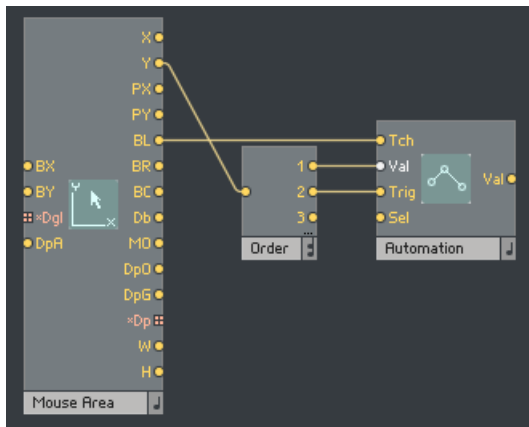 X
Y
PX
PY
BL
BR
BC
Db
MO
DpO
DpG
×Dp
W
H
BX
BY
×Dgl
DpA
Y
X
Mouse Area
1
2
3
...
Order
Tch
Val
Trig
Sel
Val
Automation